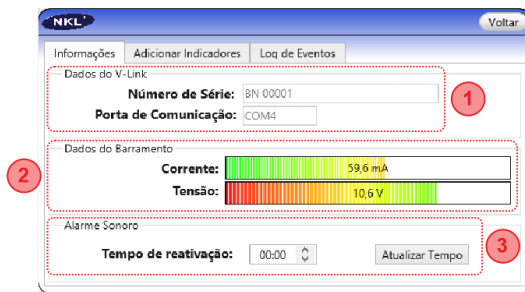 NKL
Voltar
Informações Adicionar Indicadores Log de Eventos
Dados do V-Link
Número de Série: BN 00001
Porta de Comunicação: COM4
1
Dados do Barramento
Corrente: 59,6 mA
2
Tensão: 10,6 V
Alarme Sonoro
Tempo de reativação: 00:00 Atualizar Tempo
3